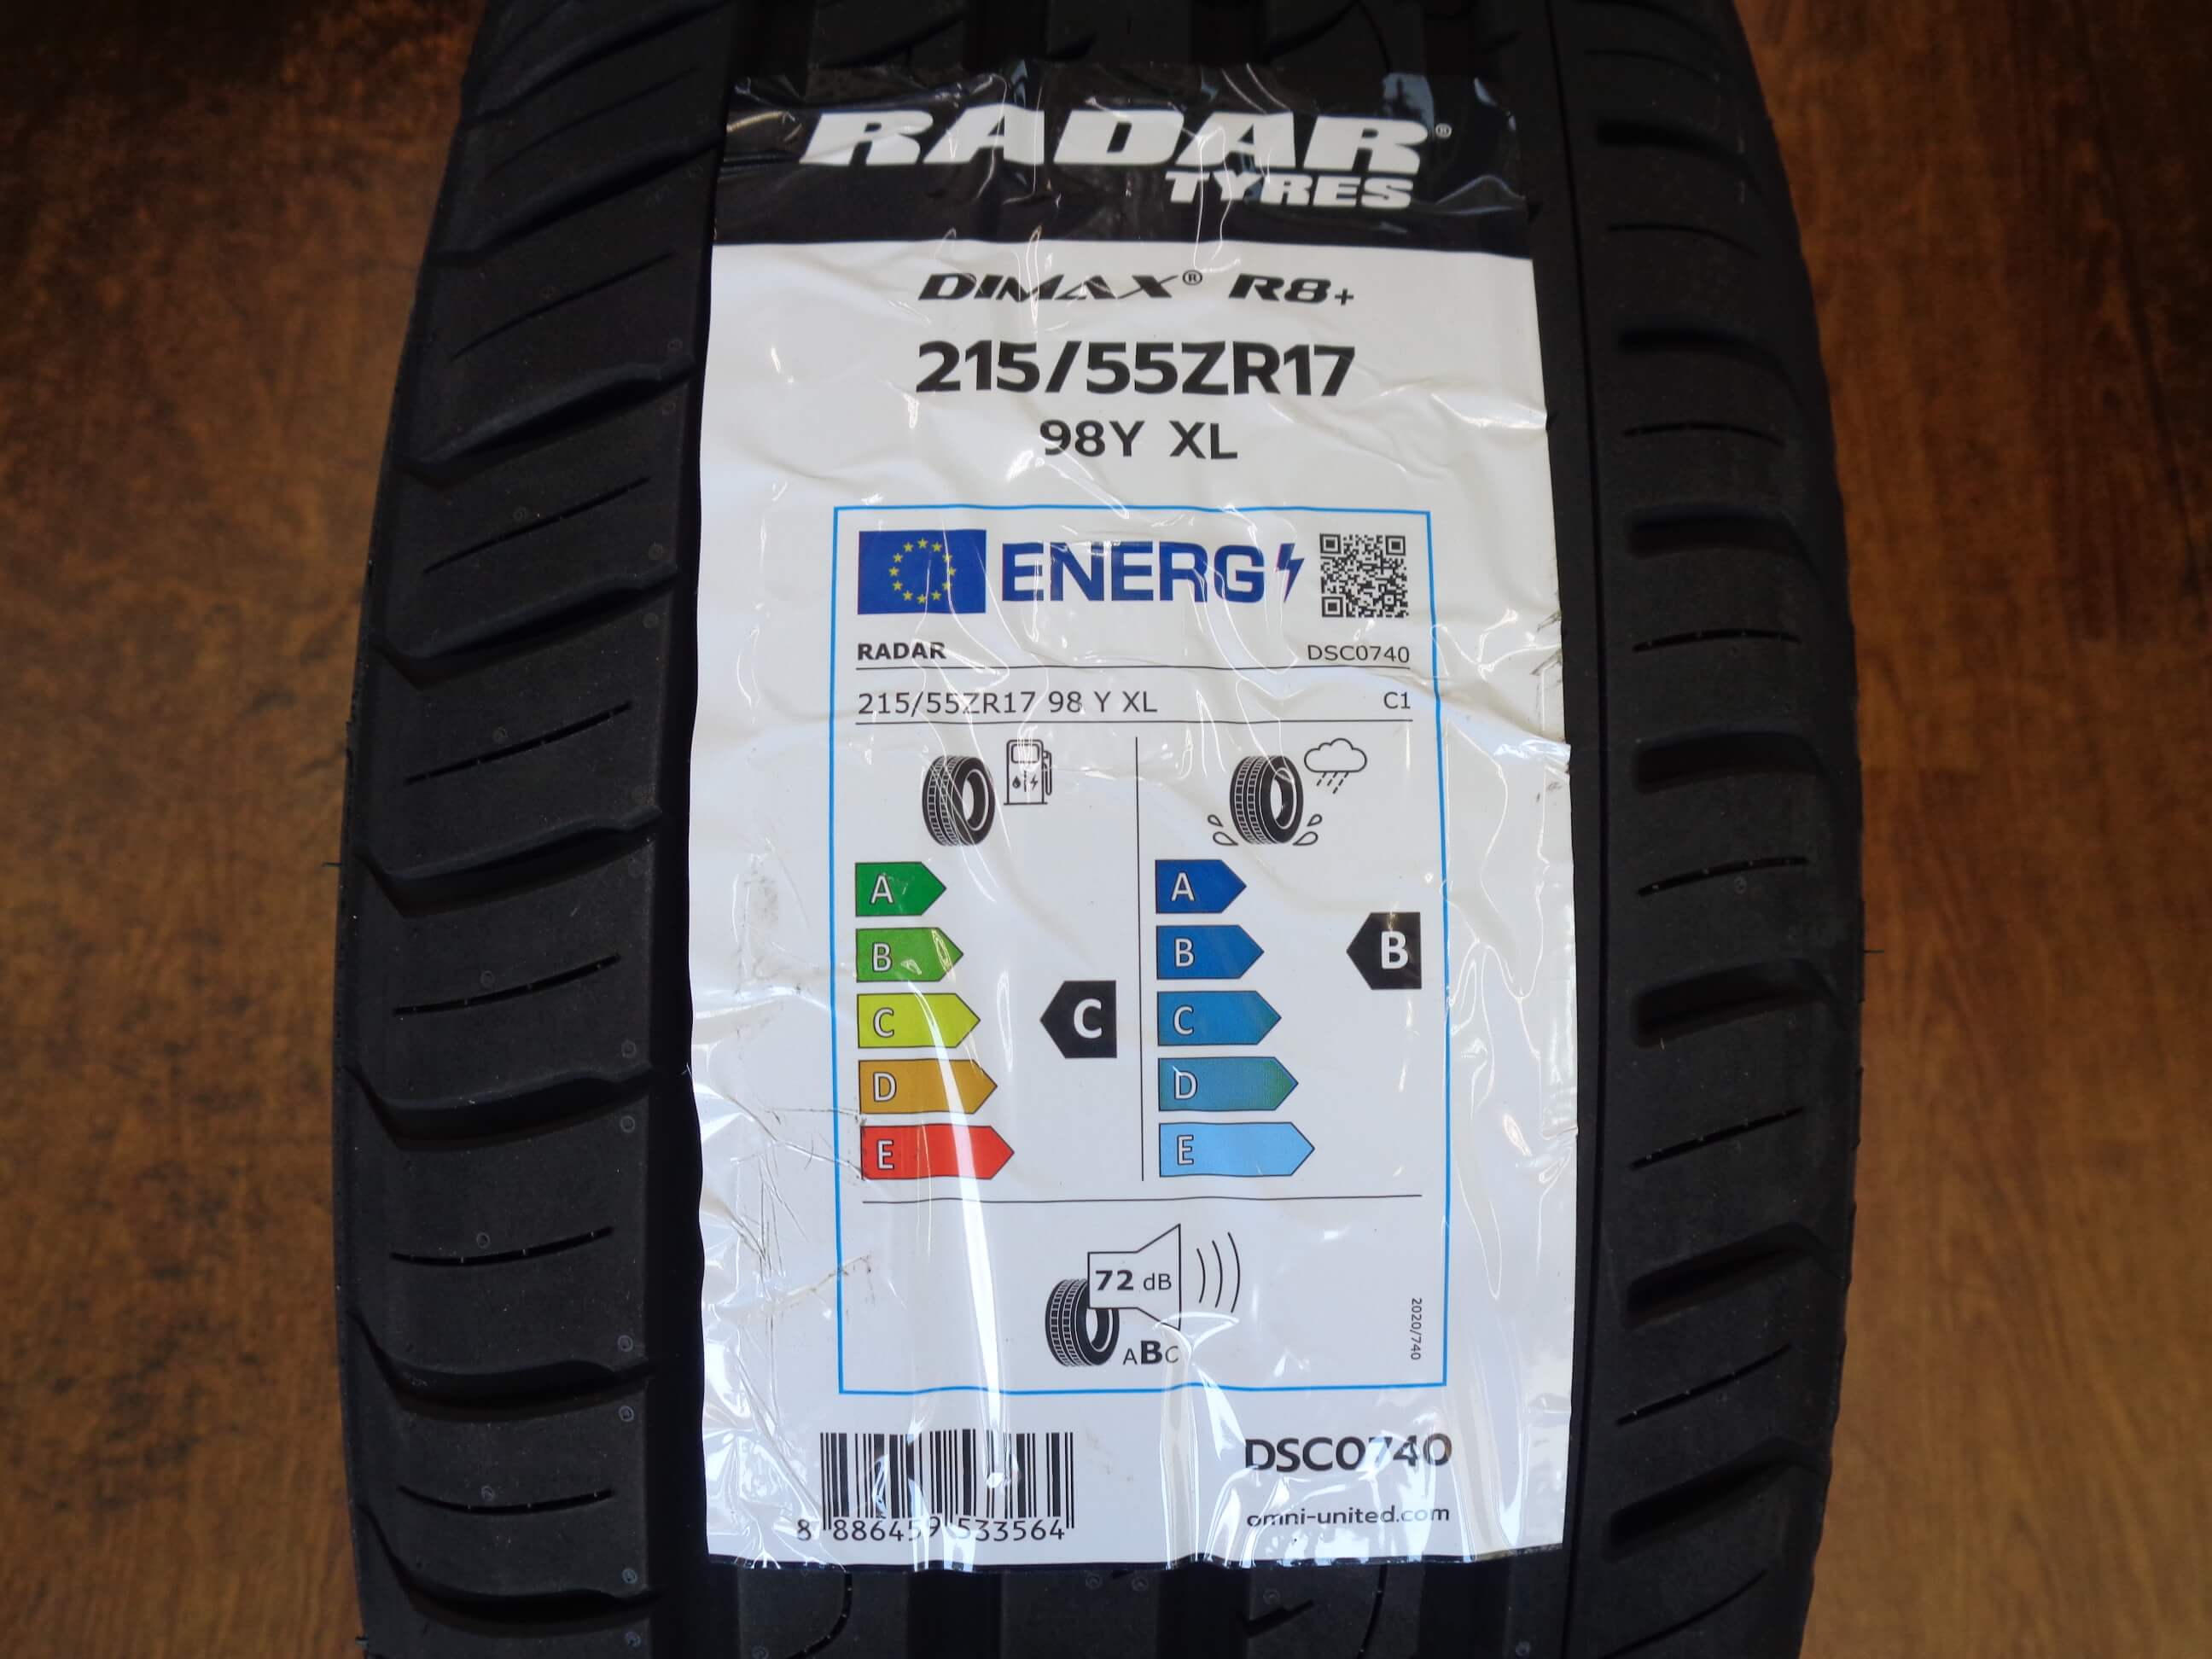 RADAR®
TYRES
DIMAX® R8+
215/55ZR17
98Y XL
ENERG
RADAR DSC0740
215/55ZR17 98 Y XL C1
A A
B B B
C C C
D D
E E
72 dB
ABC
2020/740
8 886459 533564
DSC0740
omni-united.com